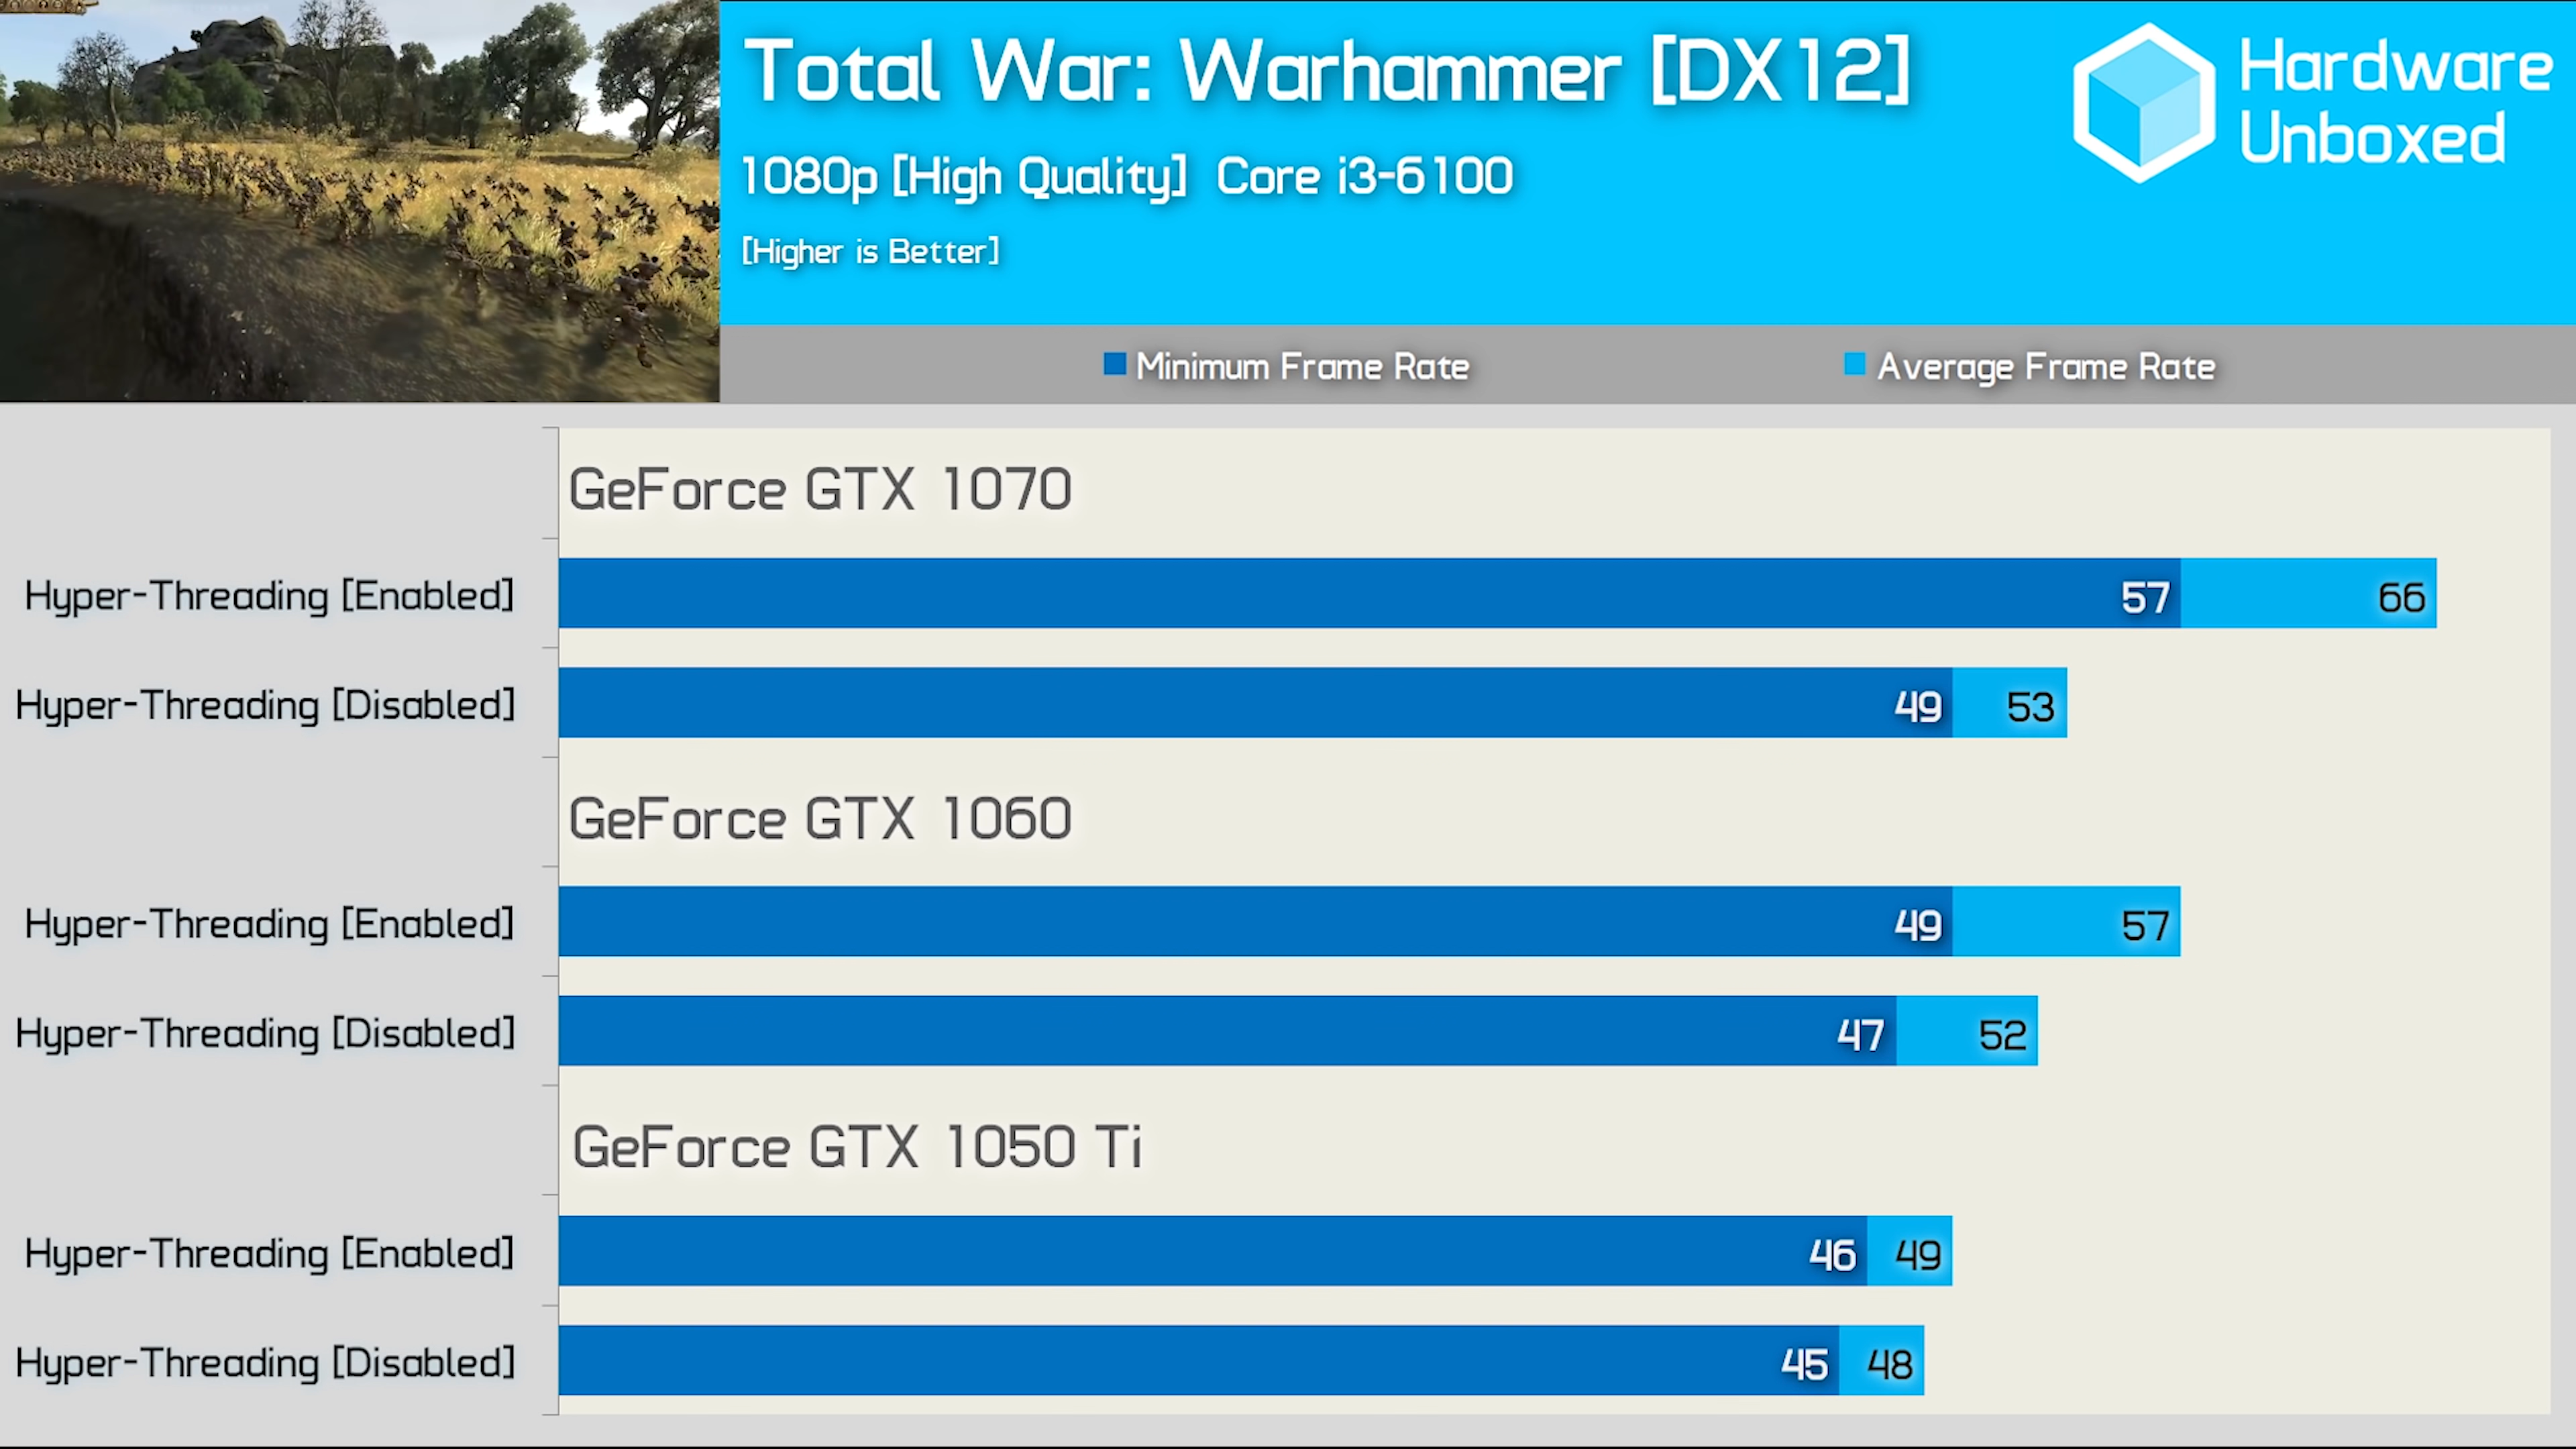 Total War: Warhammer [DX12]
1080p [High Quality] Core i3-6100
[Higher is Better]
Hardware
Unboxed
Minimum Frame Rate Average Frame Rate
GeForce GTX 1070
Hyper-Threading [Enabled] 57 66
Hyper-Threading [Disabled] 49 53
GeForce GTX 1060
Hyper-Threading [Enabled] 49 57
Hyper-Threading [Disabled] 47 52
GeForce GTX 1050 Ti
Hyper-Threading [Enabled] 46 49
Hyper-Threading [Disabled] 45 48